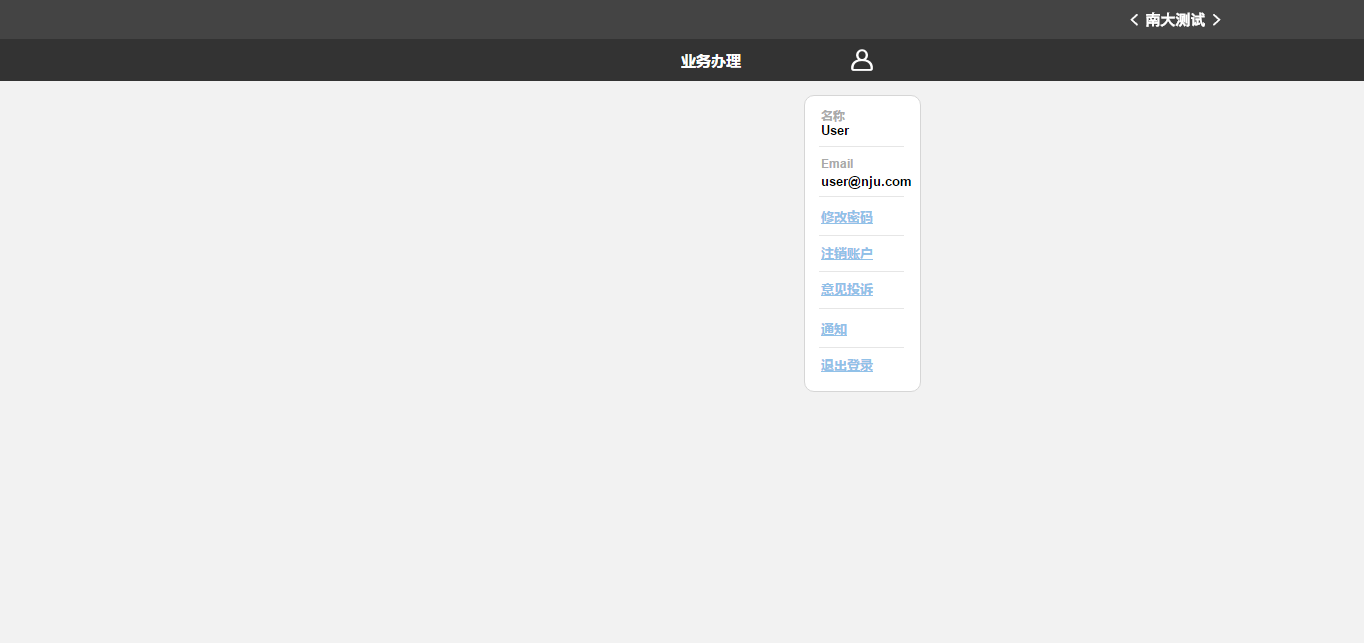 南大测试
业务办理
名称
User
Email
user@nju.com
修改密码
注销账户
意见投诉
通知
退出登录